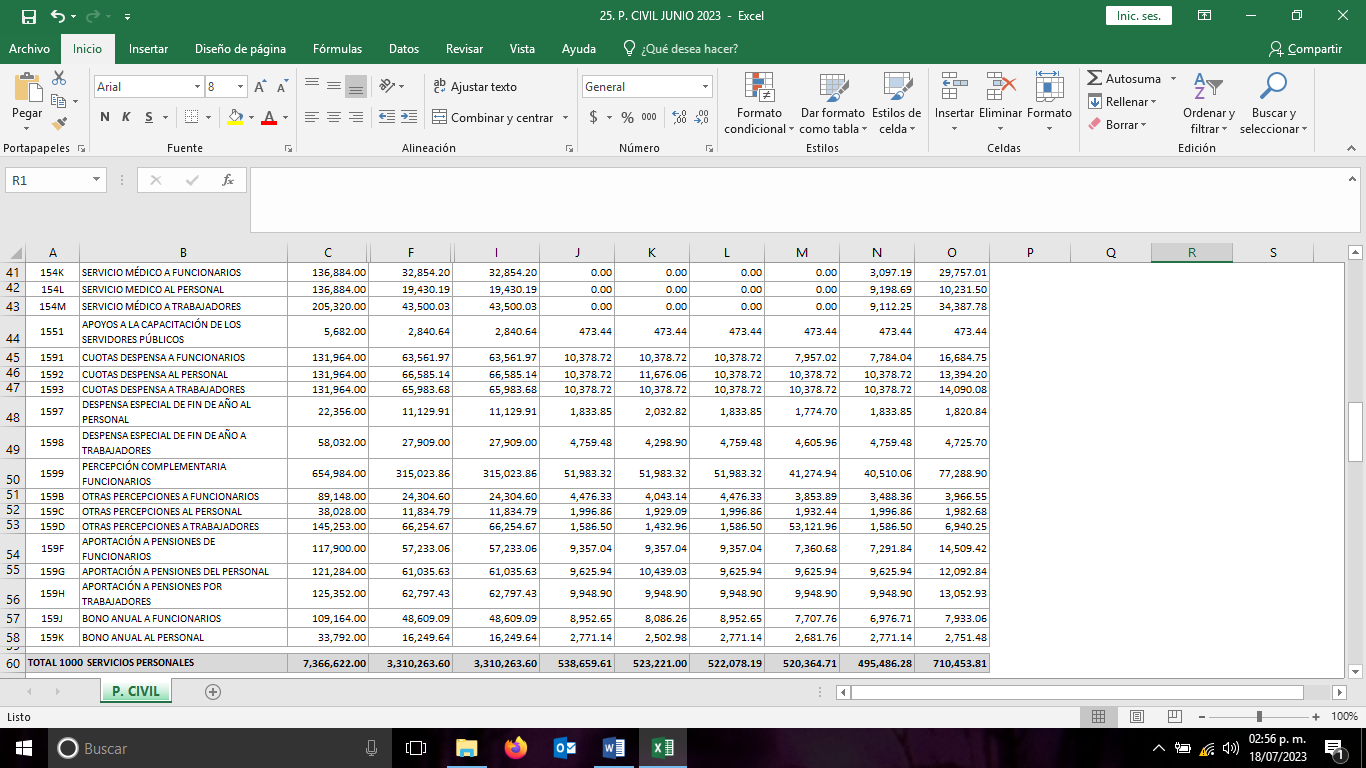 25. P. CIVIL JUNIO 2023 - Excel
Inic. ses.
Archivo Inicio Insertar Diseño de página Fórmulas Datos Revisar Vista Ayuda ¿Qué desea hacer? Compartir
Pegar
Portapapeles
Arial 8
N K S
Fuente
Ajustar texto
Combinar y centrar
Alineación
General
$ % 000
Número
Formato condicional
Dar formato como tabla
Estilos de celda
Estilos
Insertar Eliminar Formato
Celdas
Autosuma
Rellenar
Borrar
Ordenar y filtrar
Buscar y seleccionar
Edición
R1
fx
A B C F I J K L M N O P Q R S
41 154K SERVICIO MÉDICO A FUNCIONARIOS 136,884.00 32,854.20 32,854.20 0.00 0.00 0.00 0.00 3,097.19 29,757.01
42 154L SERVICIO MEDICO AL PERSONAL 136,884.00 19,430.19 19,430.19 0.00 0.00 0.00 0.00 9,198.69 10,231.50
43 154M SERVICIO MÉDICO A TRABAJADORES 205,320.00 43,500.03 43,500.03 0.00 0.00 0.00 0.00 9,112.25 34,387.78
44 1551 APOYOS A LA CAPACITACIÓN DE LOS SERVIDORES PÚBLICOS 5,682.00 2,840.64 2,840.64 473.44 473.44 473.44 473.44 473.44 473.44
45 1591 CUOTAS DESPENSA A FUNCIONARIOS 131,964.00 63,561.97 63,561.97 10,378.72 10,378.72 10,378.72 7,957.02 7,784.04 16,684.75
46 1592 CUOTAS DESPENSA AL PERSONAL 131,964.00 66,585.14 66,585.14 10,378.72 11,676.06 10,378.72 10,378.72 10,378.72 13,394.20
47 1593 CUOTAS DESPENSA A TRABAJADORES 131,964.00 65,983.68 65,983.68 10,378.72 10,378.72 10,378.72 10,378.72 10,378.72 14,090.08
48 1597 DESPENSA ESPECIAL DE FIN DE AÑO AL PERSONAL 22,356.00 11,129.91 11,129.91 1,833.85 2,032.82 1,833.85 1,774.70 1,833.85 1,820.84
49 1598 DESPENSA ESPECIAL DE FIN DE AÑO A TRABAJADORES 58,032.00 27,909.00 27,909.00 4,759.48 4,298.90 4,759.48 4,605.96 4,759.48 4,725.70
50 1599 PERCEPCIÓN COMPLEMENTARIA FUNCIONARIOS 654,984.00 315,023.86 315,023.86 51,983.32 51,983.32 51,983.32 41,274.94 40,510.06 77,288.90
51 159B OTRAS PERCEPCIONES A FUNCIONARIOS 89,148.00 24,304.60 24,304.60 4,476.33 4,043.14 4,476.33 3,853.89 3,488.36 3,966.55
52 159C OTRAS PERCEPCIONES AL PERSONAL 38,028.00 11,834.79 11,834.79 1,996.86 1,929.09 1,996.86 1,932.44 1,996.86 1,982.68
53 159D OTRAS PERCEPCIONES A TRABAJADORES 145,253.00 66,254.67 66,254.67 1,586.50 1,432.96 1,586.50 53,121.96 1,586.50 6,940.25
54 159F APORTACIÓN A PENSIONES DE FUNCIONARIOS 117,900.00 57,233.06 57,233.06 9,357.04 9,357.04 9,357.04 7,360.68 7,291.84 14,509.42
55 159G APORTACIÓN A PENSIONES DEL PERSONAL 121,284.00 61,035.63 61,035.63 9,625.94 10,439.03 9,625.94 9,625.94 9,625.94 12,092.84
56 159H APORTACIÓN A PENSIONES POR TRABAJADORES 125,352.00 62,797.43 62,797.43 9,948.90 9,948.90 9,948.90 9,948.90 9,948.90 13,052.93
57 159J BONO ANUAL A FUNCIONARIOS 109,164.00 48,609.09 48,609.09 8,952.65 8,086.26 8,952.65 7,707.76 6,976.71 7,933.06
58 159K BONO ANUAL AL PERSONAL 33,792.00 16,249.64 16,249.64 2,771.14 2,502.98 2,771.14 2,681.76 2,771.14 2,751.48
60 TOTAL 1000 SERVICIOS PERSONALES 7,366,622.00 3,310,263.60 3,310,263.60 538,659.61 523,221.00 522,078.19 520,364.71 495,486.28 710,453.81
P. CIVIL
Listo
100%
Buscar
02:56 p. m.
18/07/2023
1